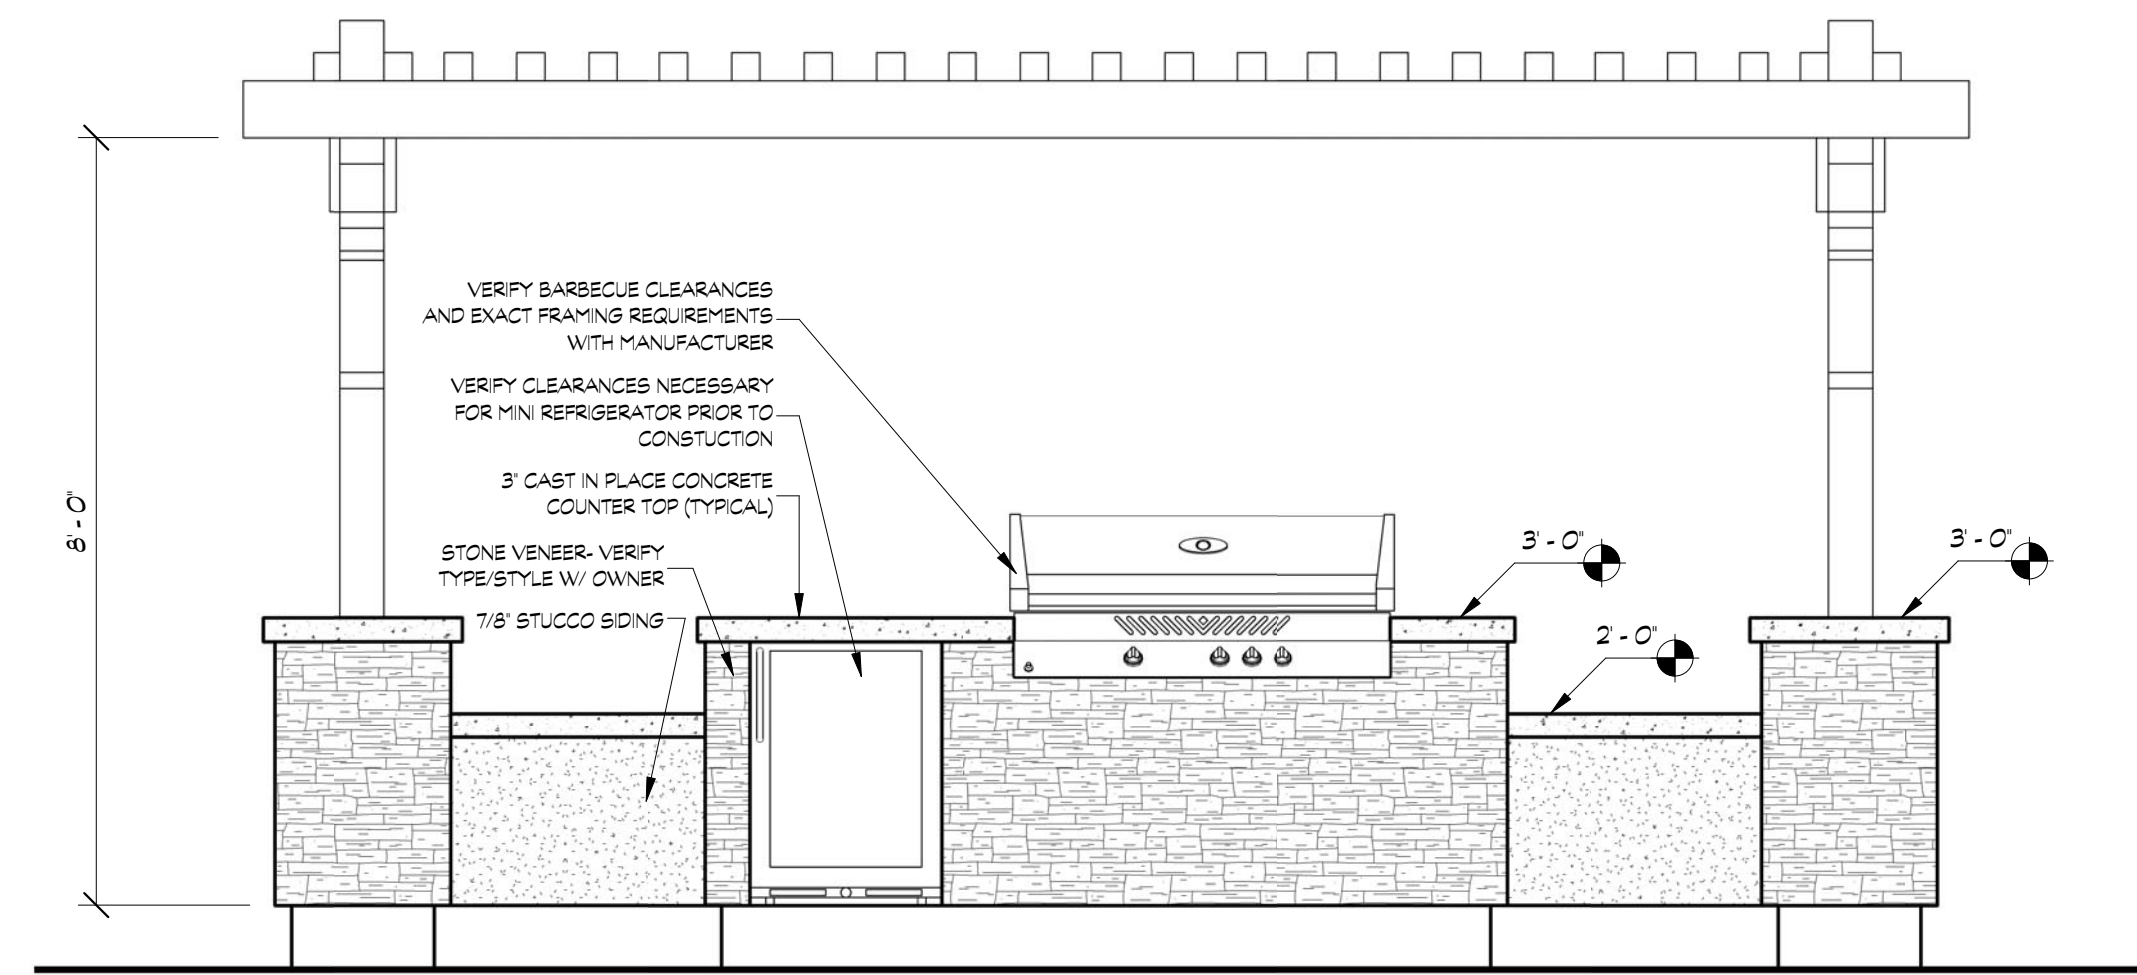 VERIFY BARBECUE CLEARANCES
AND EXACT FRAMING REQUIREMENTS
WITH MANUFACTURER
VERIFY CLEARANCES NECESSARY
FOR MINI REFRIGERATOR PRIOR TO
CONSTUCTION
3" CAST IN PLACE CONCRETE
COUNTER TOP (TYPICAL)
STONE VENEER- VERIFY
TYPE/STYLE W/ OWNER
7/8" STUCCO SIDING
8' - 0"
3' - 0"
3' - 0"
2' - 0"